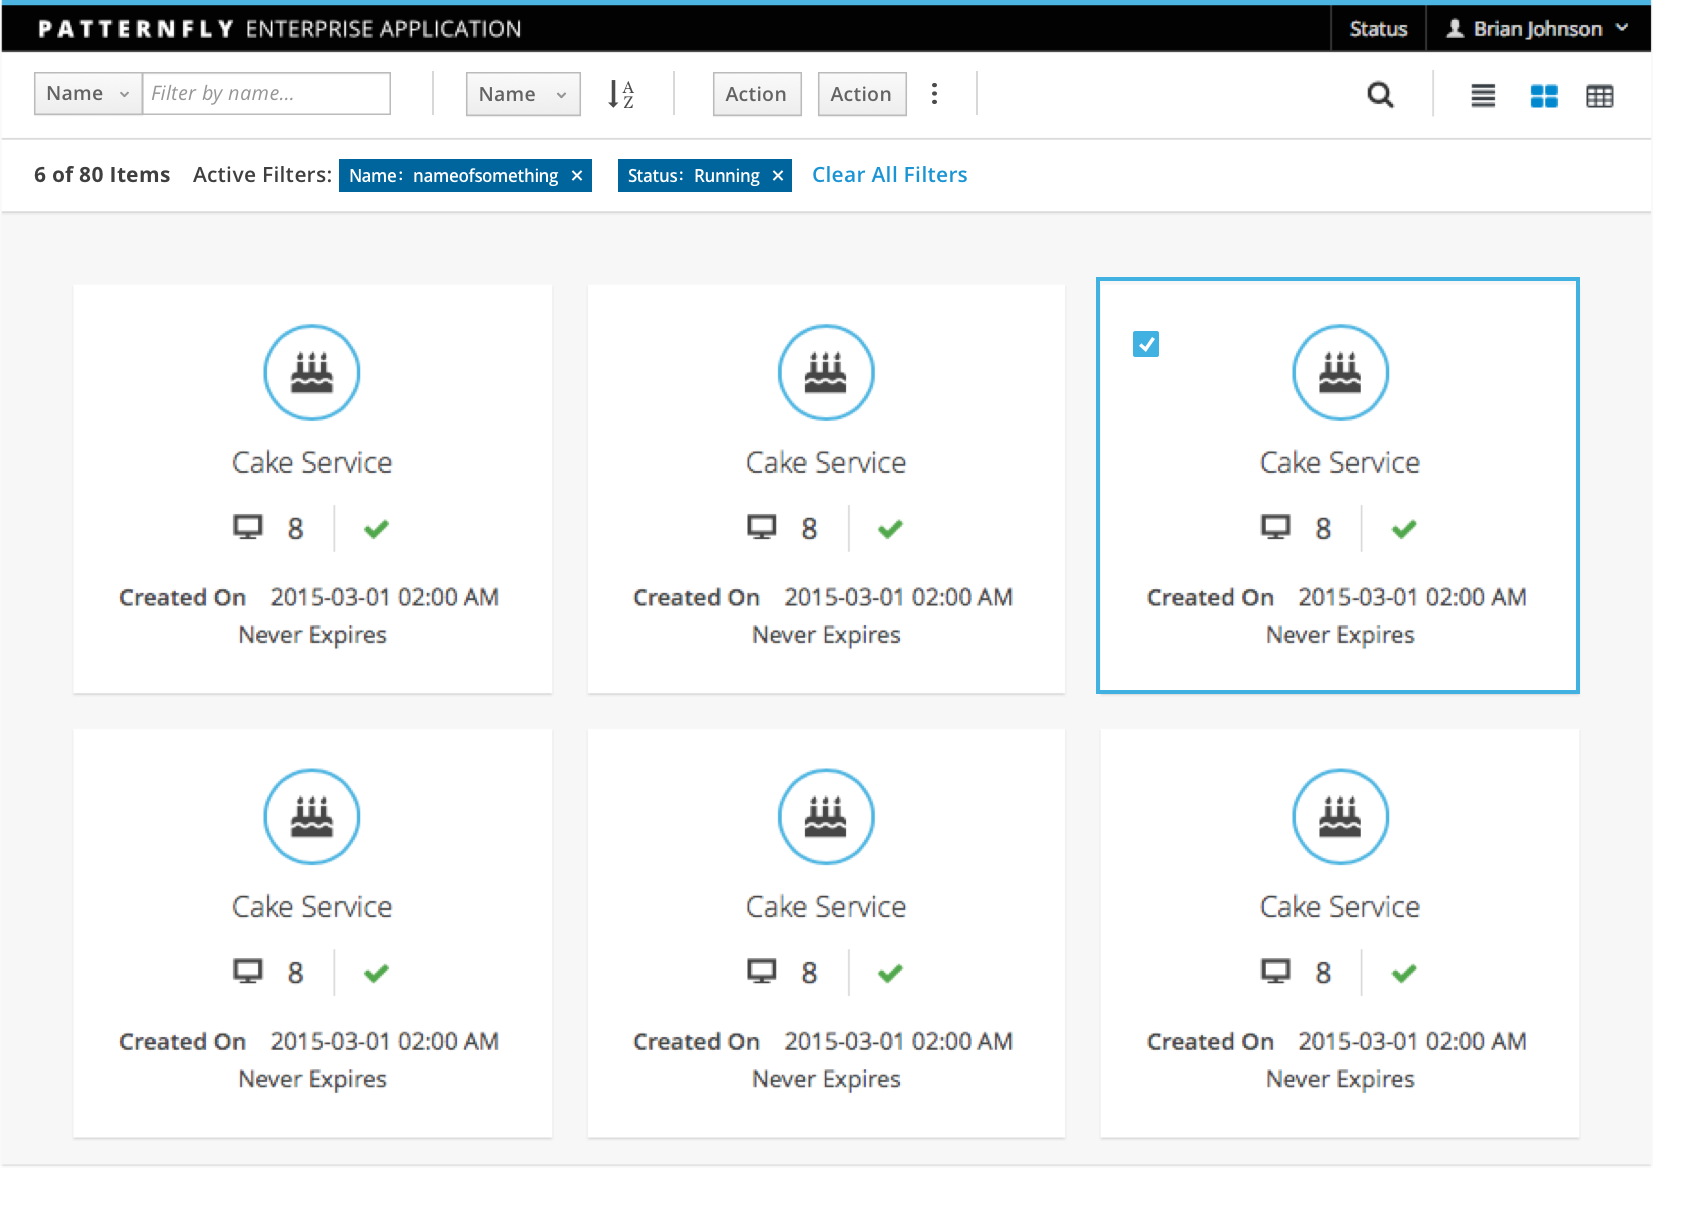 PATTERNFLY ENTERPRISE APPLICATION Status Brian Johnson
Name Filter by name... Name A Z Action Action
6 of 80 Items Active Filters: Name: nameofsomething × Status: Running × Clear All Filters
Cake Service Cake Service Cake Service
8 8 8
Created On 2015-03-01 02:00 AM Created On 2015-03-01 02:00 AM Created On 2015-03-01 02:00 AM
Never Expires Never Expires Never Expires
Cake Service Cake Service Cake Service
8 8 8
Created On 2015-03-01 02:00 AM Created On 2015-03-01 02:00 AM Created On 2015-03-01 02:00 AM
Never Expires Never Expires Never Expires